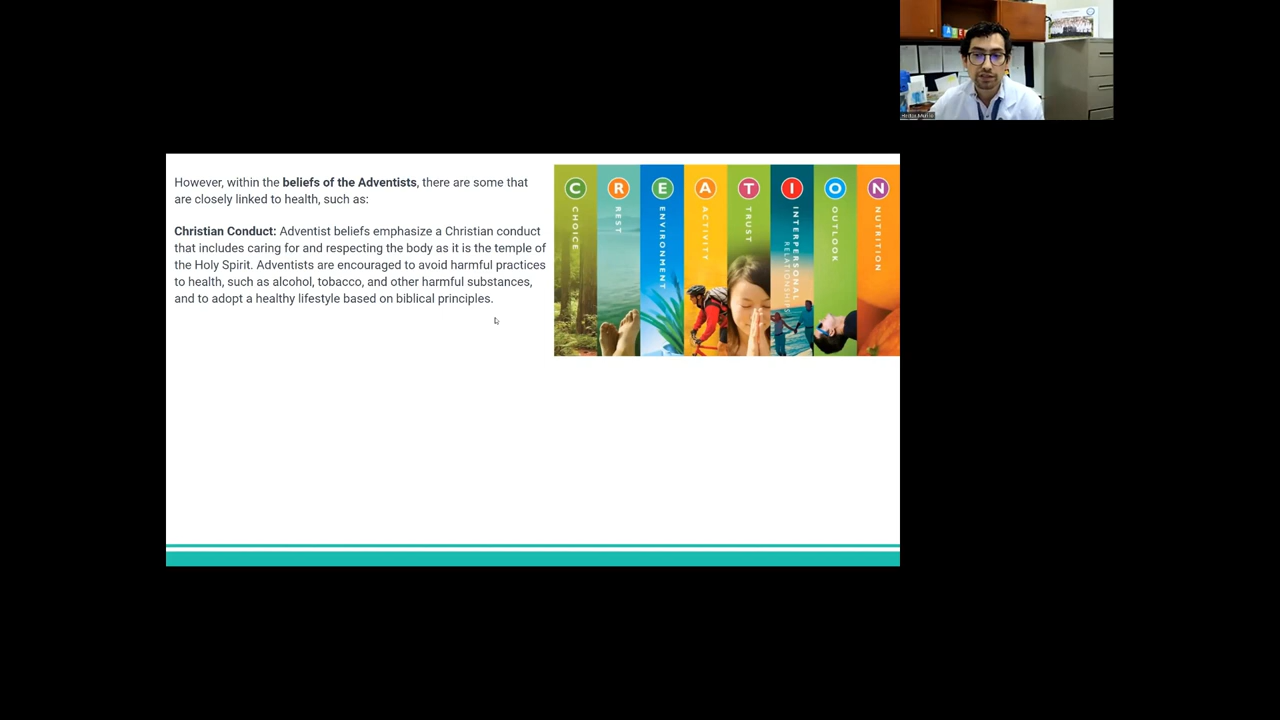 However, within the beliefs of the Adventists, there are some that
are closely linked to health, such as:
Christian Conduct: Adventist beliefs emphasize a Christian conduct
that includes caring for and respecting the body as it is the temple of
the Holy Spirit. Adventists are encouraged to avoid harmful practices
to health, such as alcohol, tobacco, and other harmful substances,
and to adopt a healthy lifestyle based on biblical principles.
C R E A T I O N
CHOICE
REST
ENVIRONMENT
ACTIVITY
TRUST
INTERPERSONAL
RELATIONSHIPS
OUTLOOK
NUTRITION